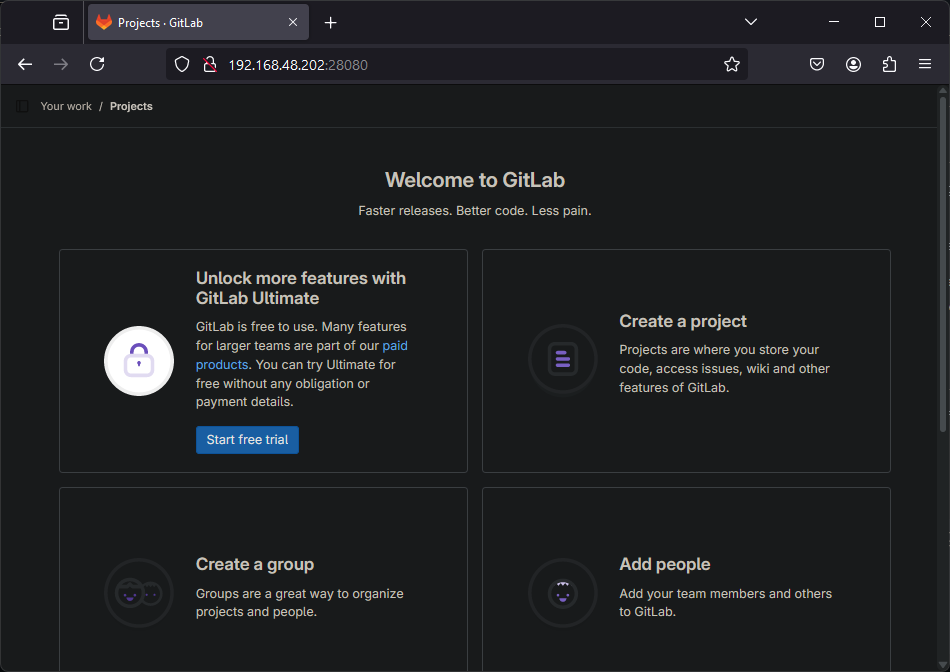 Projects · GitLab
192.168.48.202:28080
Your work / Projects
Welcome to GitLab
Faster releases. Better code. Less pain.
Unlock more features with
GitLab Ultimate
GitLab is free to use. Many features
for larger teams are part of our paid
products. You can try Ultimate for
free without any obligation or
payment details.
Start free trial
Create a project
Projects are where you store your
code, access issues, wiki and other
features of GitLab.
Create a group
Groups are a great way to organize
projects and people.
Add people
Add your team members and others
to GitLab.